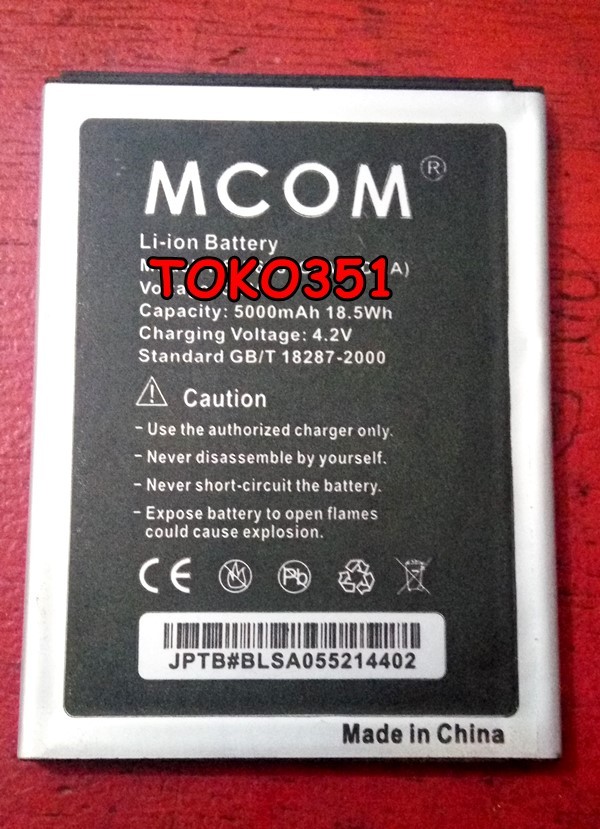 MCOM®
Li-ion Battery
TOKO351
Capacity: 5000mAh 18.5Wh
Charging Voltage: 4.2V
Standard GB/T 18287-2000
Caution
- Use the authorized charger only.
- Never disassemble by yourself.
- Never short-circuit the battery.
- Expose battery to open flames
could cause explosion.
CE
Pb
JPTB#BLSA055214402
Made in China